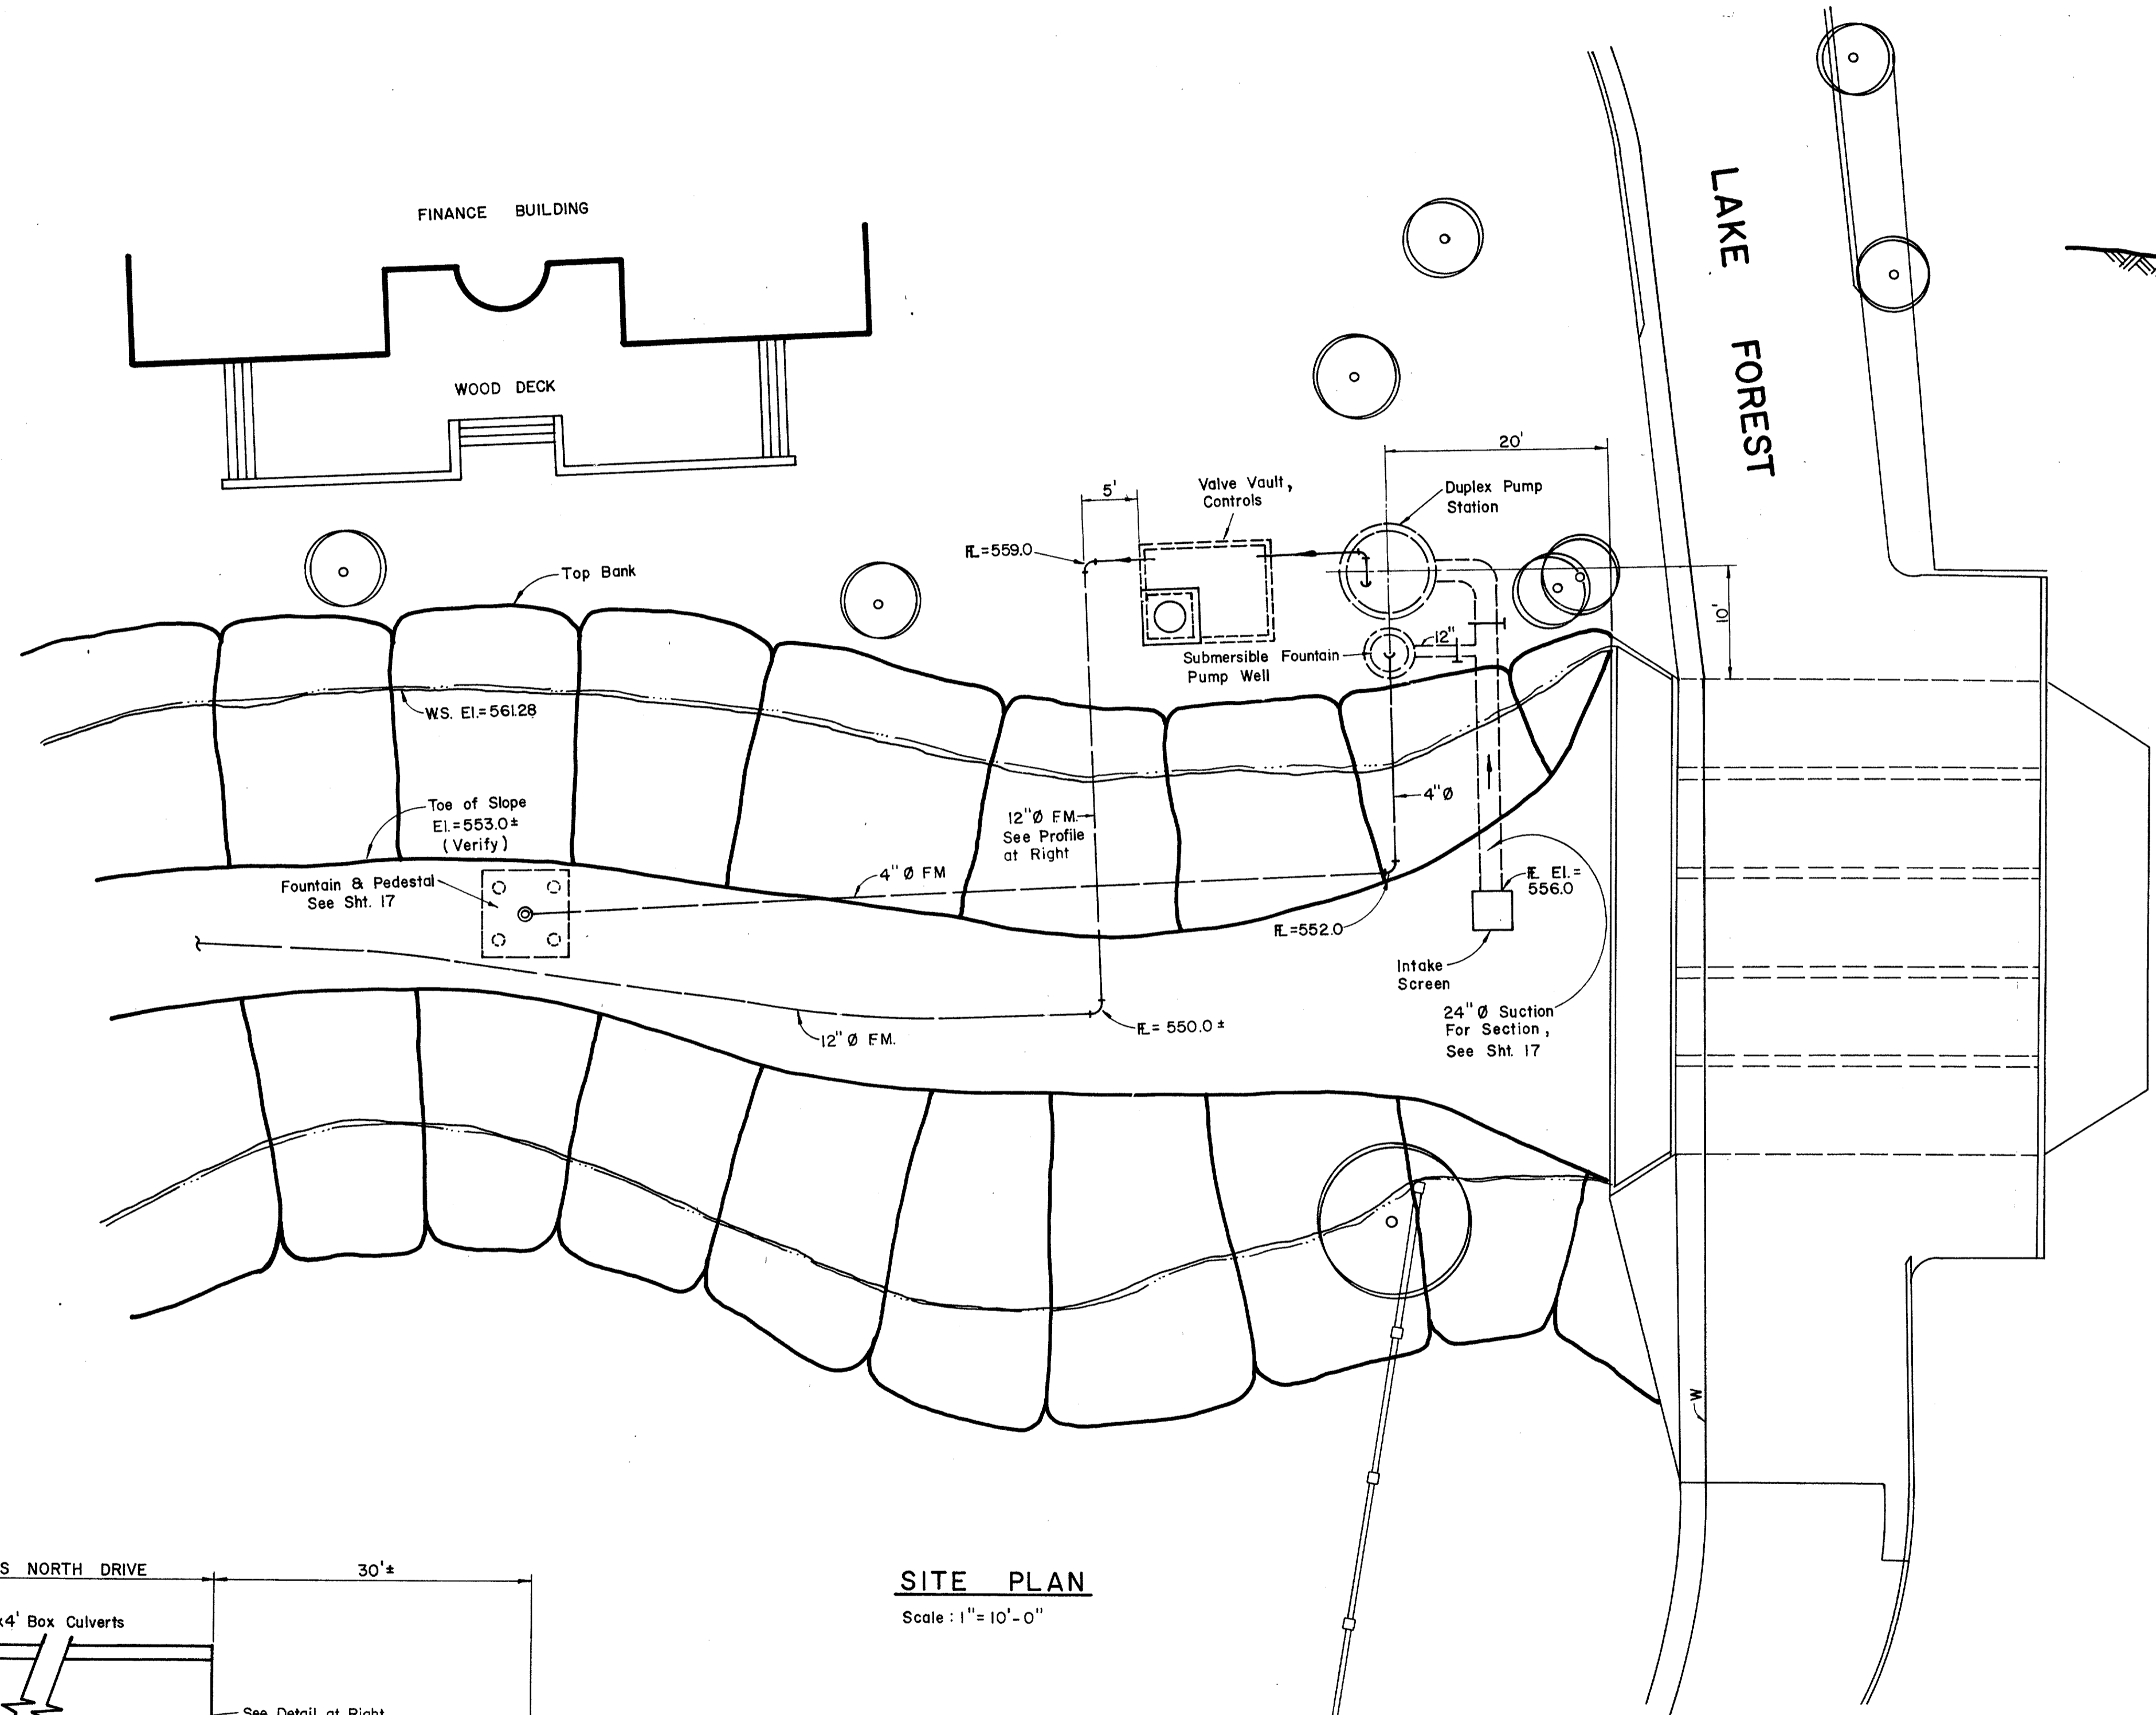 FINANCE BUILDING
WOOD DECK
LAKE FOREST
20'
5'
Valve Vault,
Controls
Duplex Pump
Station
FL=559.0
10'
Top Bank
12"
Submersible Fountain
Pump Well
W.S. El.=561.28
Toe of Slope
El.=553.0±
(Verify)
12"Ø F.M.
See Profile
at Right
4"Ø
4"Ø FM
Fountain & Pedestal
See Sht. 17
FL El.=
556.0
FL=552.0
Intake
Screen
24"Ø Suction
For Section,
See Sht. 17
FL= 550.0±
12"Ø F.M.
W
S NORTH DRIVE
30'±
x4' Box Culverts
See Detail at Right
SITE PLAN
Scale: 1"=10'-0"